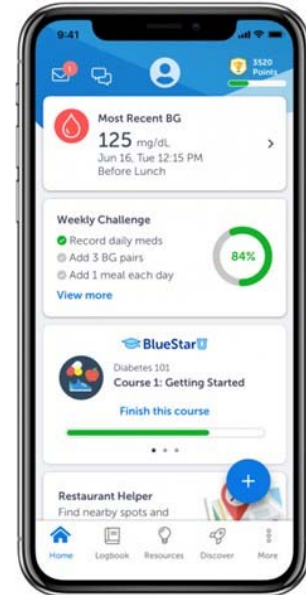 9:41
3520
Points
Most Recent BG
125 mg/dL
Jun 16, Tue 12:15 PM
Before Lunch
Weekly Challenge
Record daily meds
Add 3 BG pairs
Add 1 meal each day
View more
84%
BlueStar U
Diabetes 101
Course 1: Getting Started
Finish this course
Restaurant Helper
Find nearby spots and
Home
Logbook
Resources
Discover
More